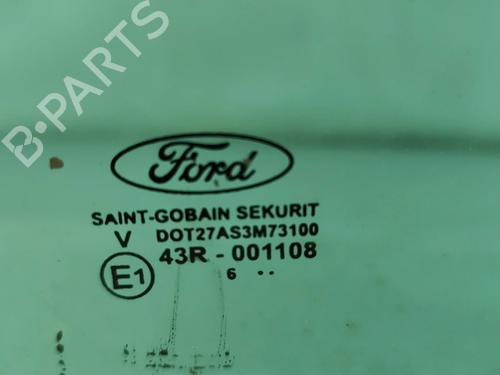 B-PARTS
Ford
SAINT-GOBAIN SEKURIT
V DOT27AS3M73100
E1 43R - 001108
6 ..